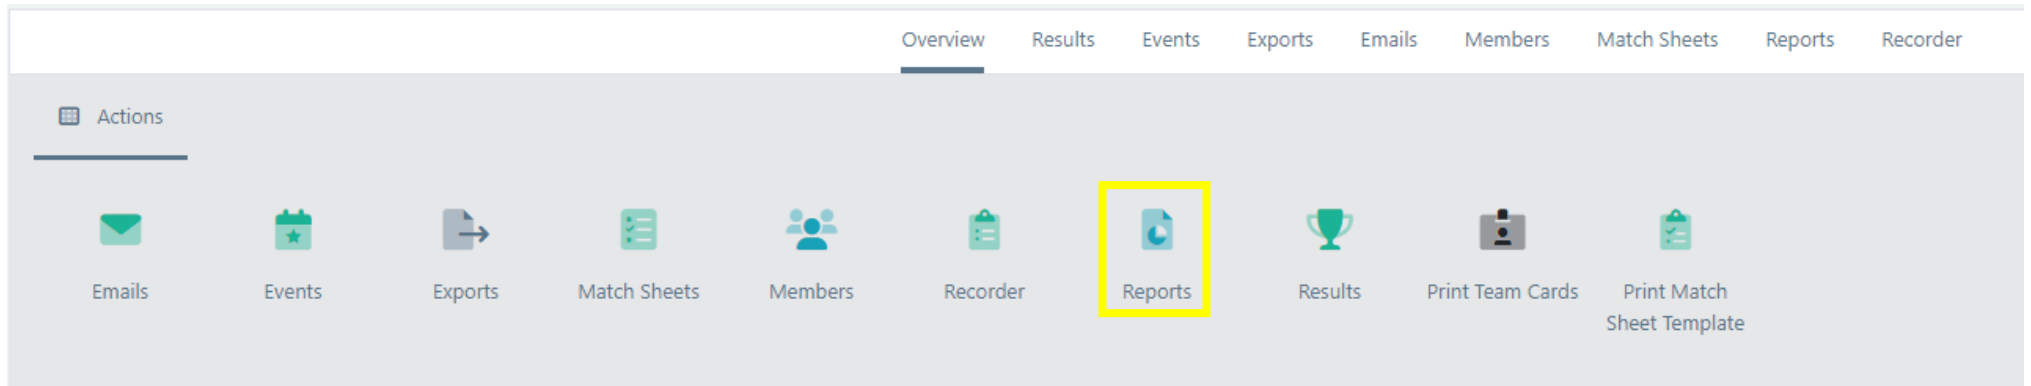 Overview Results Events Exports Emails Members Match Sheets Reports Recorder
Actions
Emails Events Exports Match Sheets Members Recorder Reports Results Print Team Cards Print Match
Sheet Template